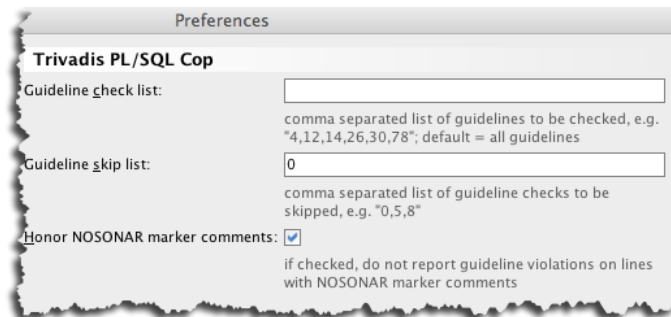 Preferences
Trivadis PL/SQL Cop
Guideline check list:
comma separated list of guidelines to be checked, e.g.
"4,12,14,26,30,78"; default = all guidelines
Guideline skip list:
0
comma separated list of guideline checks to be
skipped, e.g. "0,5,8"
Honor NOSONAR marker comments:
if checked, do not report guideline violations on lines
with NOSONAR marker comments